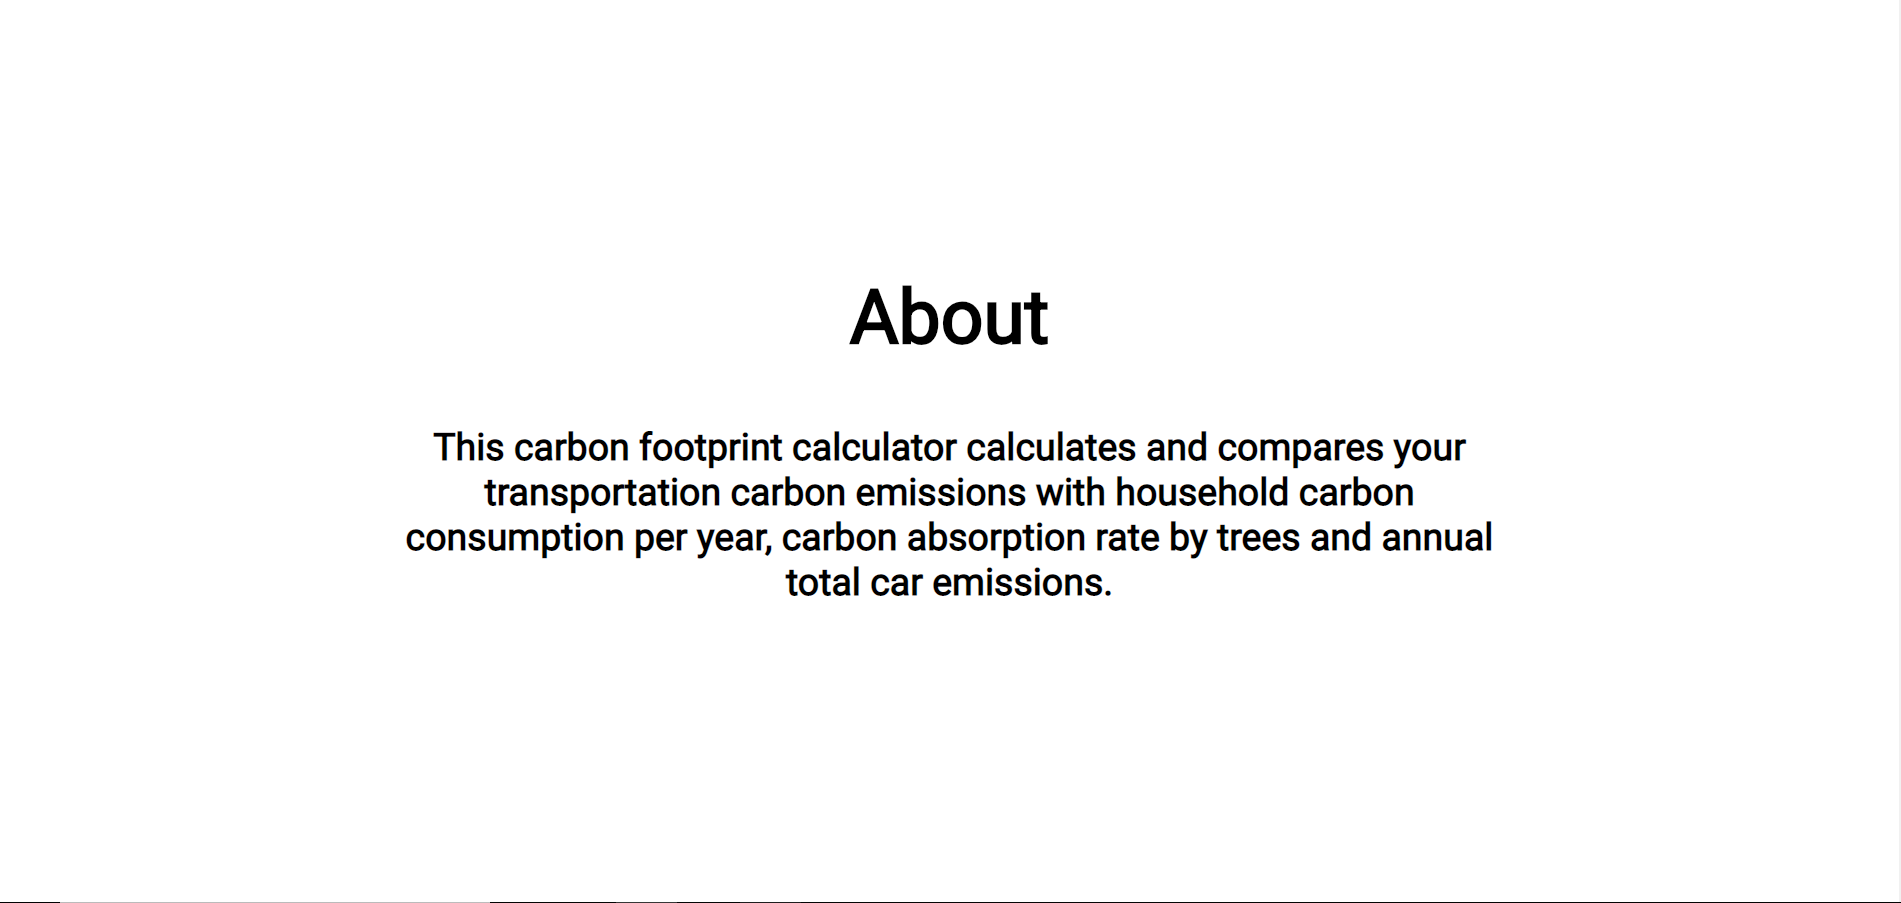 About
This carbon footprint calculator calculates and compares your
transportation carbon emissions with household carbon
consumption per year, carbon absorption rate by trees and annual
total car emissions.